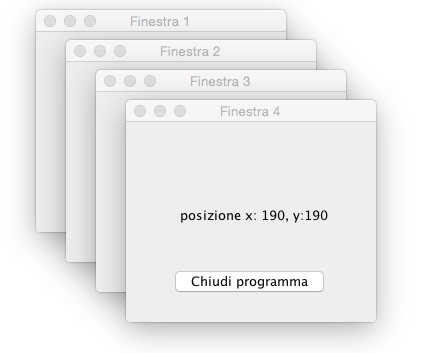 Finestra 1
Finestra 2
Finestra 3
Finestra 4
posizione x: 190, y:190
Chiudi programma